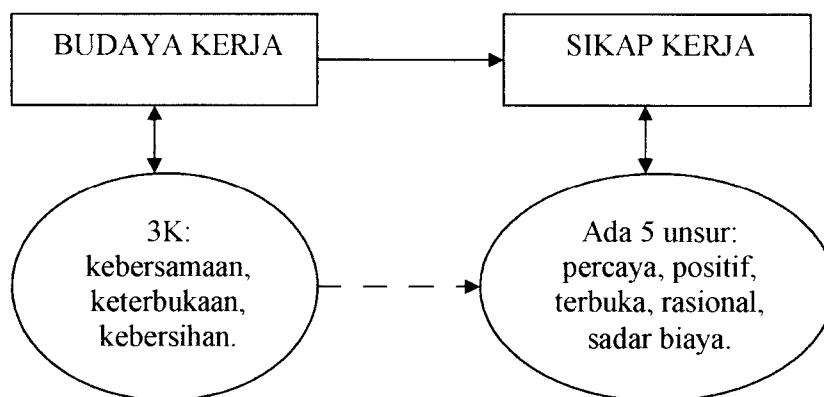 BUDAYA KERJA
SIKAP KERJA
3K:
kebersamaan,
keterbukaan,
kebersihan.
Ada 5 unsur:
percaya, positif,
terbuka, rasional,
sadar biaya.